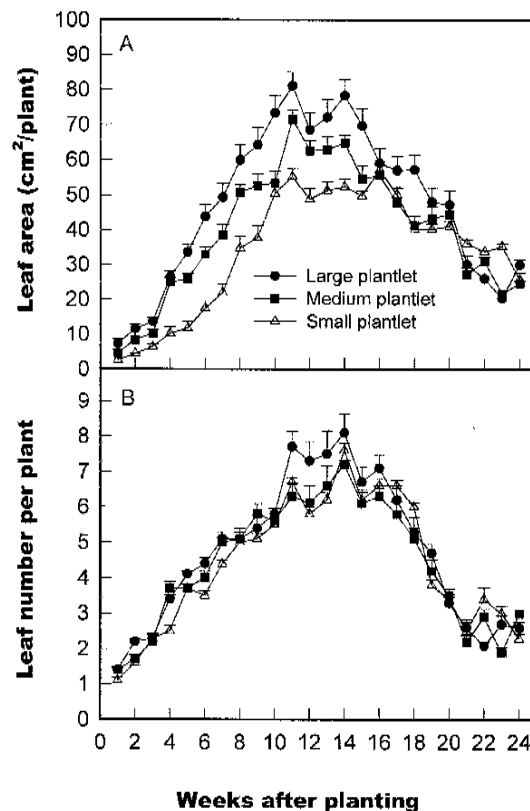 100
A
90
80
70
60
50
40
30
20
10
0
Leaf area (cm²/plant)
Large plantlet
Medium plantlet
Small plantlet
B
9
8
7
6
5
4
3
2
1
0
Leaf number per plant
0 2 4 6 8 10 12 14 16 18 20 22 24
Weeks after planting